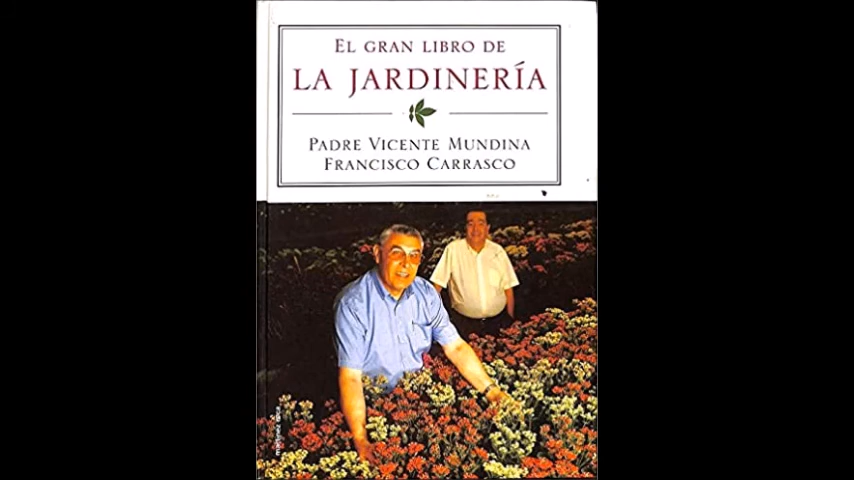 EL GRAN LIBRO DE
LA JARDINERÍA
PADRE VICENTE MUNDINA
FRANCISCO CARRASCO